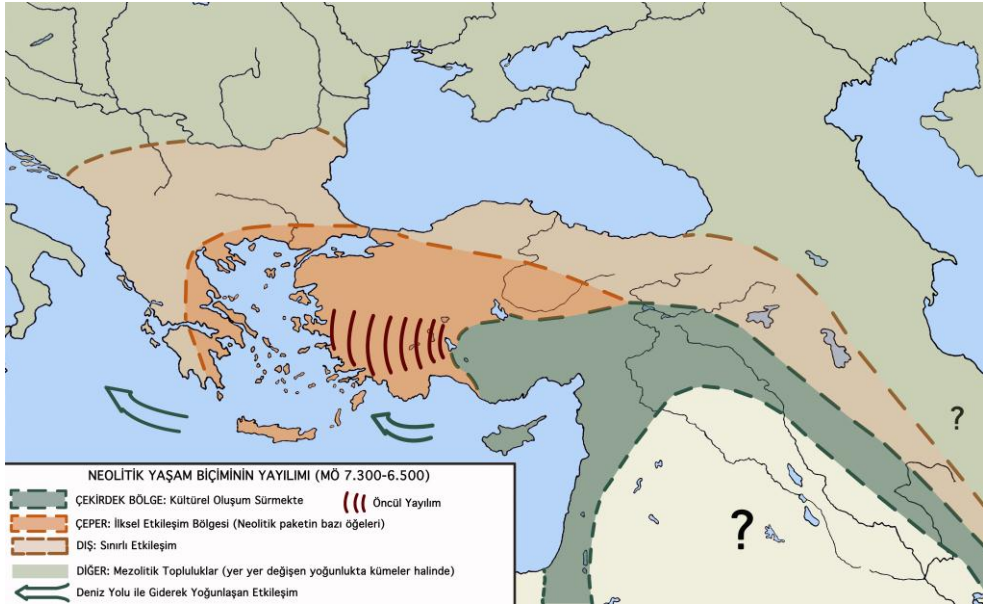 ?
?
NEOLİTİK YAŞAM BİÇİMİNİN YAYILIMI (MÖ 7.300-6.500)
ÇEKİRDEK BÖLGE: Kültürel Oluşum Sürmekte
Öncül Yayılım
ÇEPER: İlksel Etkileşim Bölgesi (Neolitik paketin bazı öğeleri)
DIŞ: Sınırlı Etkileşim
DİĞER: Mezolitik Topluluklar (yer yer değişen yoğunlukta kümeler halinde)
Deniz Yolu ile Giderek Yoğunlaşan Etkileşim